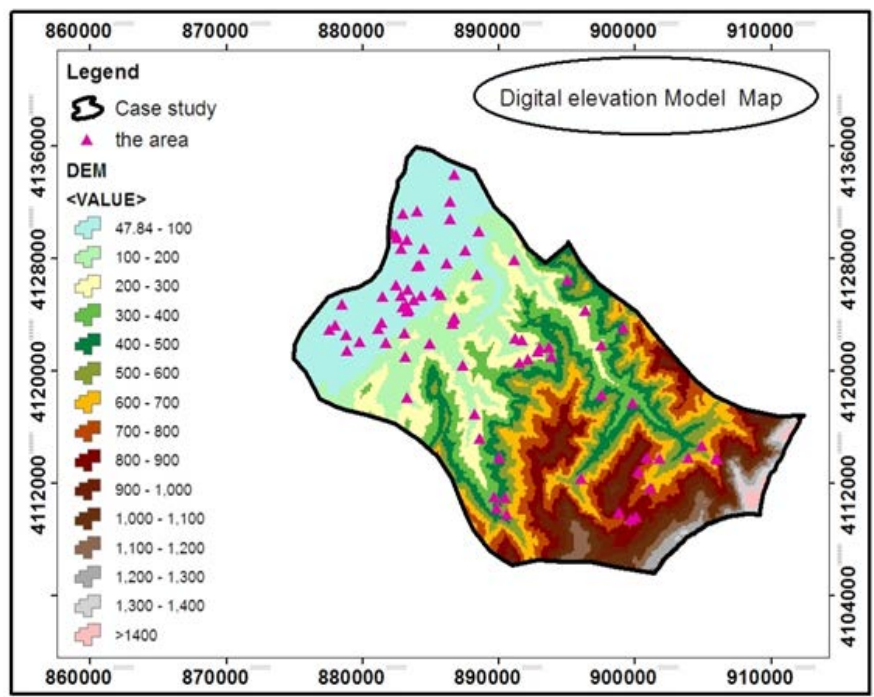 860000 870000 880000 890000 900000 910000
Legend
Case study
the area
DEM
<VALUE>
47.84 - 100
100 - 200
200 - 300
300 - 400
400 - 500
500 - 600
600 - 700
700 - 800
800 - 900
900 - 1.000
1,000 - 1,100
1,100 - 1,200
1,200 - 1,300
1,300 - 1,400
>1400
Digital elevation Model Map
4136000
4128000
4120000
4112000
4136000
4128000
4120000
4112000
4104000
860000 870000 880000 890000 900000 910000